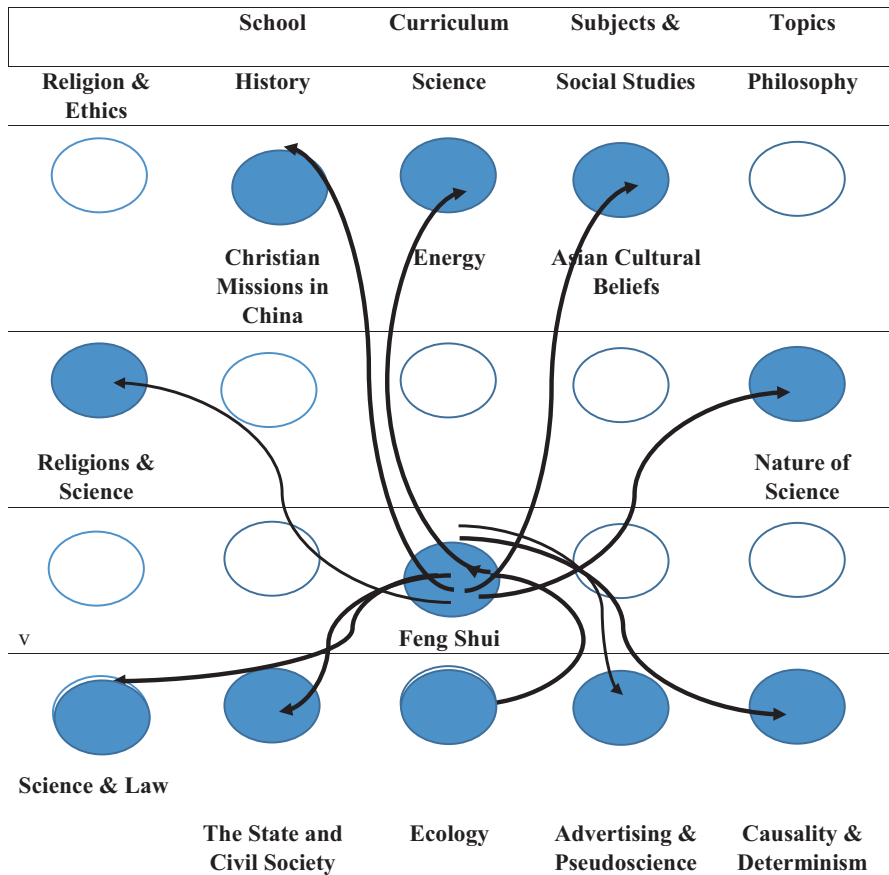 School Curriculum Subjects & Topics
Religion & Ethics History Science Social Studies Philosophy
Christian Missions in China Energy Asian Cultural Beliefs
Religions & Science Nature of Science
v Feng Shui
Science & Law
The State and Civil Society Ecology Advertising & Pseudoscience Causality & Determinism